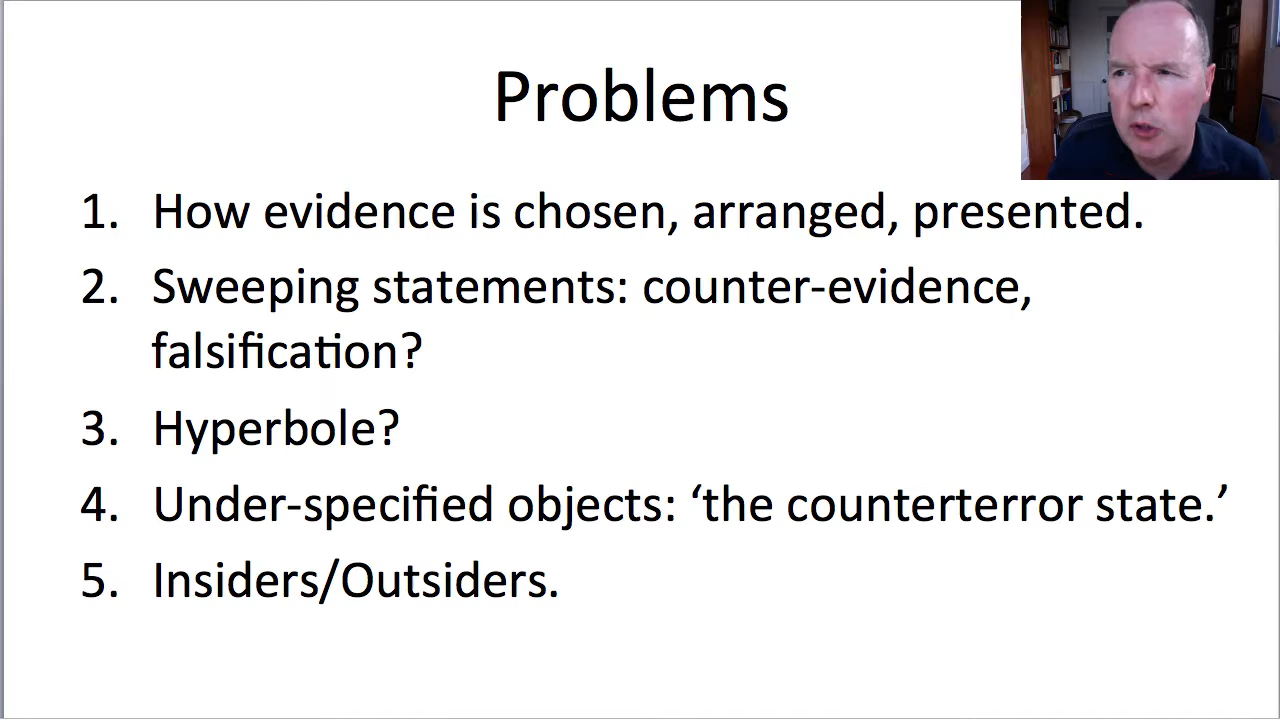 Problems
1. How evidence is chosen, arranged, presented.
2. Sweeping statements: counter-evidence,
falsification?
3. Hyperbole?
4. Under-specified objects: ‘the counterterror state.’
5. Insiders/Outsiders.